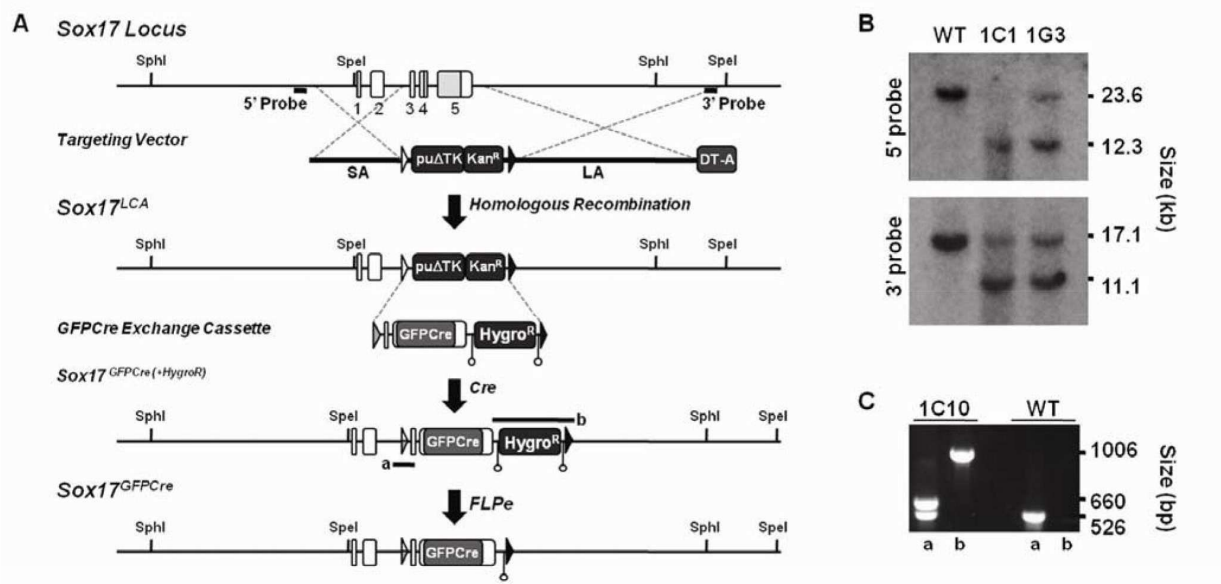 A
Sox17 Locus
SphI SpeI SphI SpeI
5' Probe 1 2 3 4 5 3' Probe
Targeting Vector
puΔTK KanR DT-A
SA LA
Homologous Recombination
Sox17LCA
SphI SpeI SphI SpeI
puΔTK KanR
GFPCre Exchange Cassette
GFPCre HygroR
Sox17GFPCre(+HygroR)
Cre
SphI SpeI b SphI SpeI
GFPCre HygroR
a
Sox17GFPCre
FLPe
SphI SpeI SphI SpeI
GFPCre
B
WT 1C1 1G3
5' probe
23.6
12.3
3' probe
17.1
11.1
Size (kb)
C
1C10 WT
1006
660
526
Size (bp)
a b a b